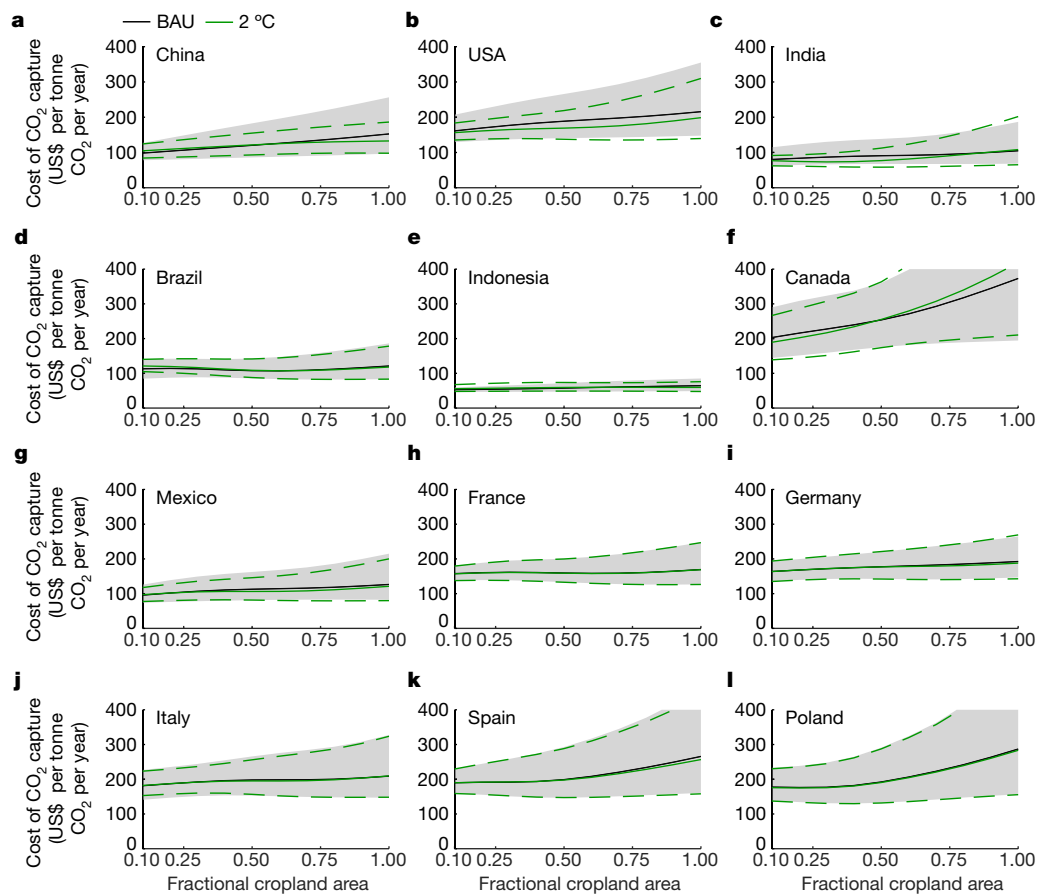 a — BAU — 2 ºC b c
China USA India
Cost of CO2 capture
(US$ per tonne
CO2 per year)
400 400 400
300 300 300
200 200 200
100 100 100
0 0 0
0.10 0.25 0.50 0.75 1.00 0.10 0.25 0.50 0.75 1.00 0.10 0.25 0.50 0.75 1.00
d e f
Brazil Indonesia Canada
Cost of CO2 capture
(US$ per tonne
CO2 per year)
400 400 400
300 300 300
200 200 200
100 100 100
0 0 0
0.10 0.25 0.50 0.75 1.00 0.10 0.25 0.50 0.75 1.00 0.10 0.25 0.50 0.75 1.00
g h i
Mexico France Germany
Cost of CO2 capture
(US$ per tonne
CO2 per year)
400 400 400
300 300 300
200 200 200
100 100 100
0 0 0
0.10 0.25 0.50 0.75 1.00 0.10 0.25 0.50 0.75 1.00 0.10 0.25 0.50 0.75 1.00
j k l
Italy Spain Poland
Cost of CO2 capture
(US$ per tonne
CO2 per year)
400 400 400
300 300 300
200 200 200
100 100 100
0 0 0
0.10 0.25 0.50 0.75 1.00 0.10 0.25 0.50 0.75 1.00 0.10 0.25 0.50 0.75 1.00
Fractional cropland area Fractional cropland area Fractional cropland area